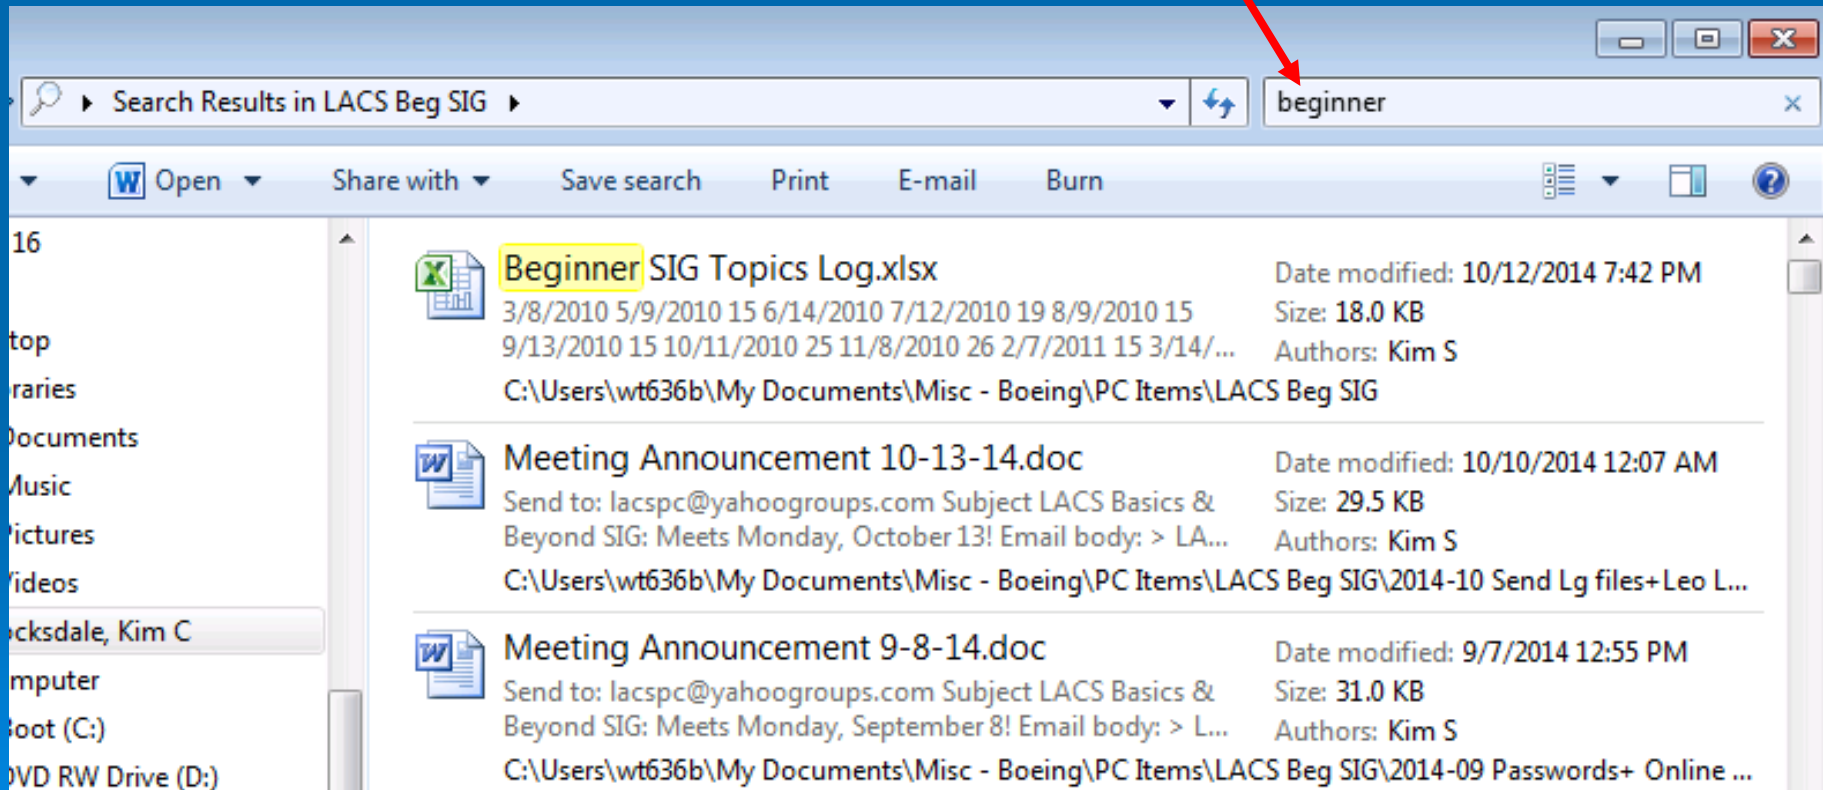 Search Results in LACS Beg SIG
beginner
Open
Share with
Save search
Print
E-mail
Burn
16
top
raries
Documents
Music
Pictures
Videos
cksdale, Kim C
mputer
Boot (C:)
DVD RW Drive (D:)
Beginner SIG Topics Log.xlsx
3/8/2010 5/9/2010 15 6/14/2010 7/12/2010 19 8/9/2010 15
9/13/2010 15 10/11/2010 25 11/8/2010 26 2/7/2011 15 3/14/...
C:\Users\wt636b\My Documents\Misc - Boeing\PC Items\LACS Beg SIG
Date modified: 10/12/2014 7:42 PM
Size: 18.0 KB
Authors: Kim S
Meeting Announcement 10-13-14.doc
Send to: lacspc@yahoogroups.com Subject LACS Basics &
Beyond SIG: Meets Monday, October 13! Email body: > LA...
C:\Users\wt636b\My Documents\Misc - Boeing\PC Items\LACS Beg SIG\2014-10 Send Lg files+Leo L...
Date modified: 10/10/2014 12:07 AM
Size: 29.5 KB
Authors: Kim S
Meeting Announcement 9-8-14.doc
Send to: lacspc@yahoogroups.com Subject LACS Basics &
Beyond SIG: Meets Monday, September 8! Email body: > L...
C:\Users\wt636b\My Documents\Misc - Boeing\PC Items\LACS Beg SIG\2014-09 Passwords+ Online ...
Date modified: 9/7/2014 12:55 PM
Size: 31.0 KB
Authors: Kim S